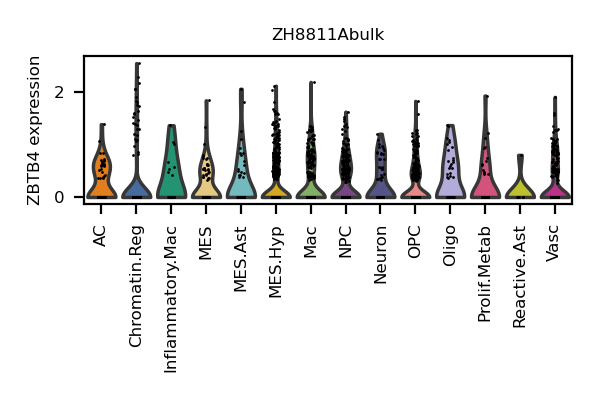 ZH8811Abulk
ZBTB4 expression
2
0
AC
Chromatin.Reg
Inflammatory.Mac
MES
MES.Ast
MES.Hyp
Mac
NPC
Neuron
OPC
Oligo
Prolif.Metab
Reactive.Ast
Vasc